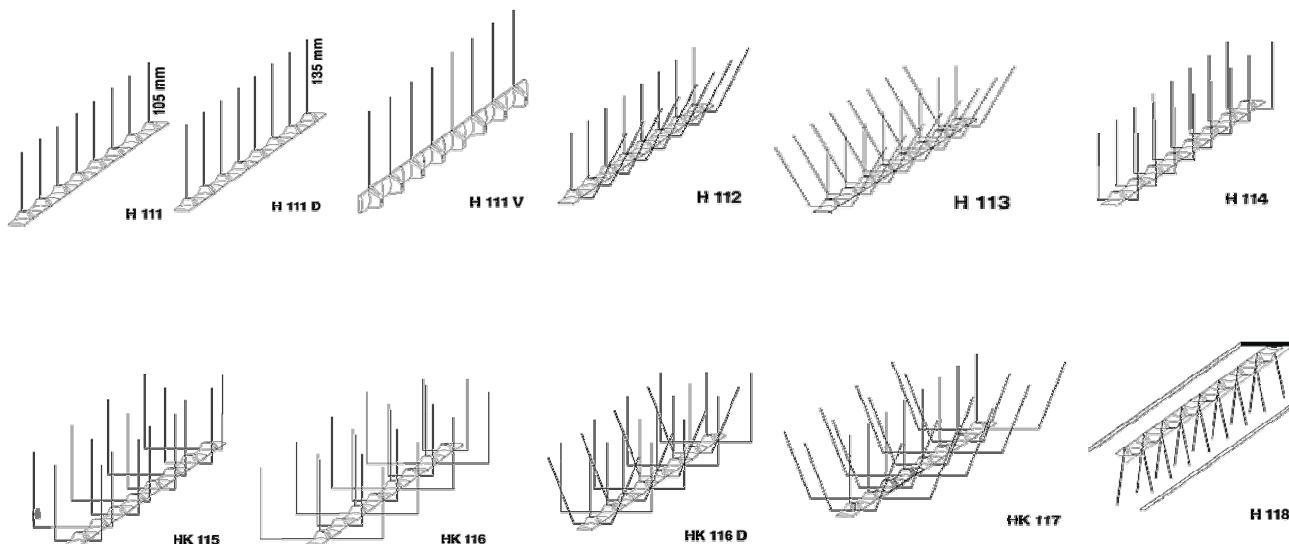 105 mm
135 mm
H 111
H 111 D
H 111 V
H 112
H 113
H 114
HK 115
HK 116
HK 116 D
HK 117
H 118